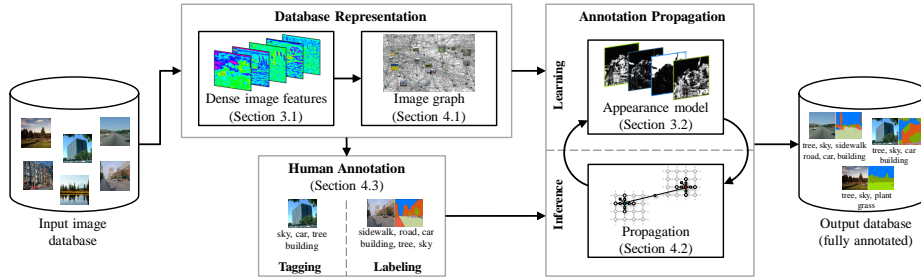 Database Representation
Dense image features
(Section 3.1)
Image graph
(Section 4.1)
Input image
database
Human Annotation
(Section 4.3)
sky, car, tree
building
Tagging
sidewalk, road, car
building, tree, sky
Labeling
Annotation Propagation
Learning
Appearance model
(Section 3.2)
Inference
Propagation
(Section 4.2)
tree, sky, sidewalk
road, car, building
tree, sky, car
building
tree, sky, plant
grass
Output database
(fully annotated)